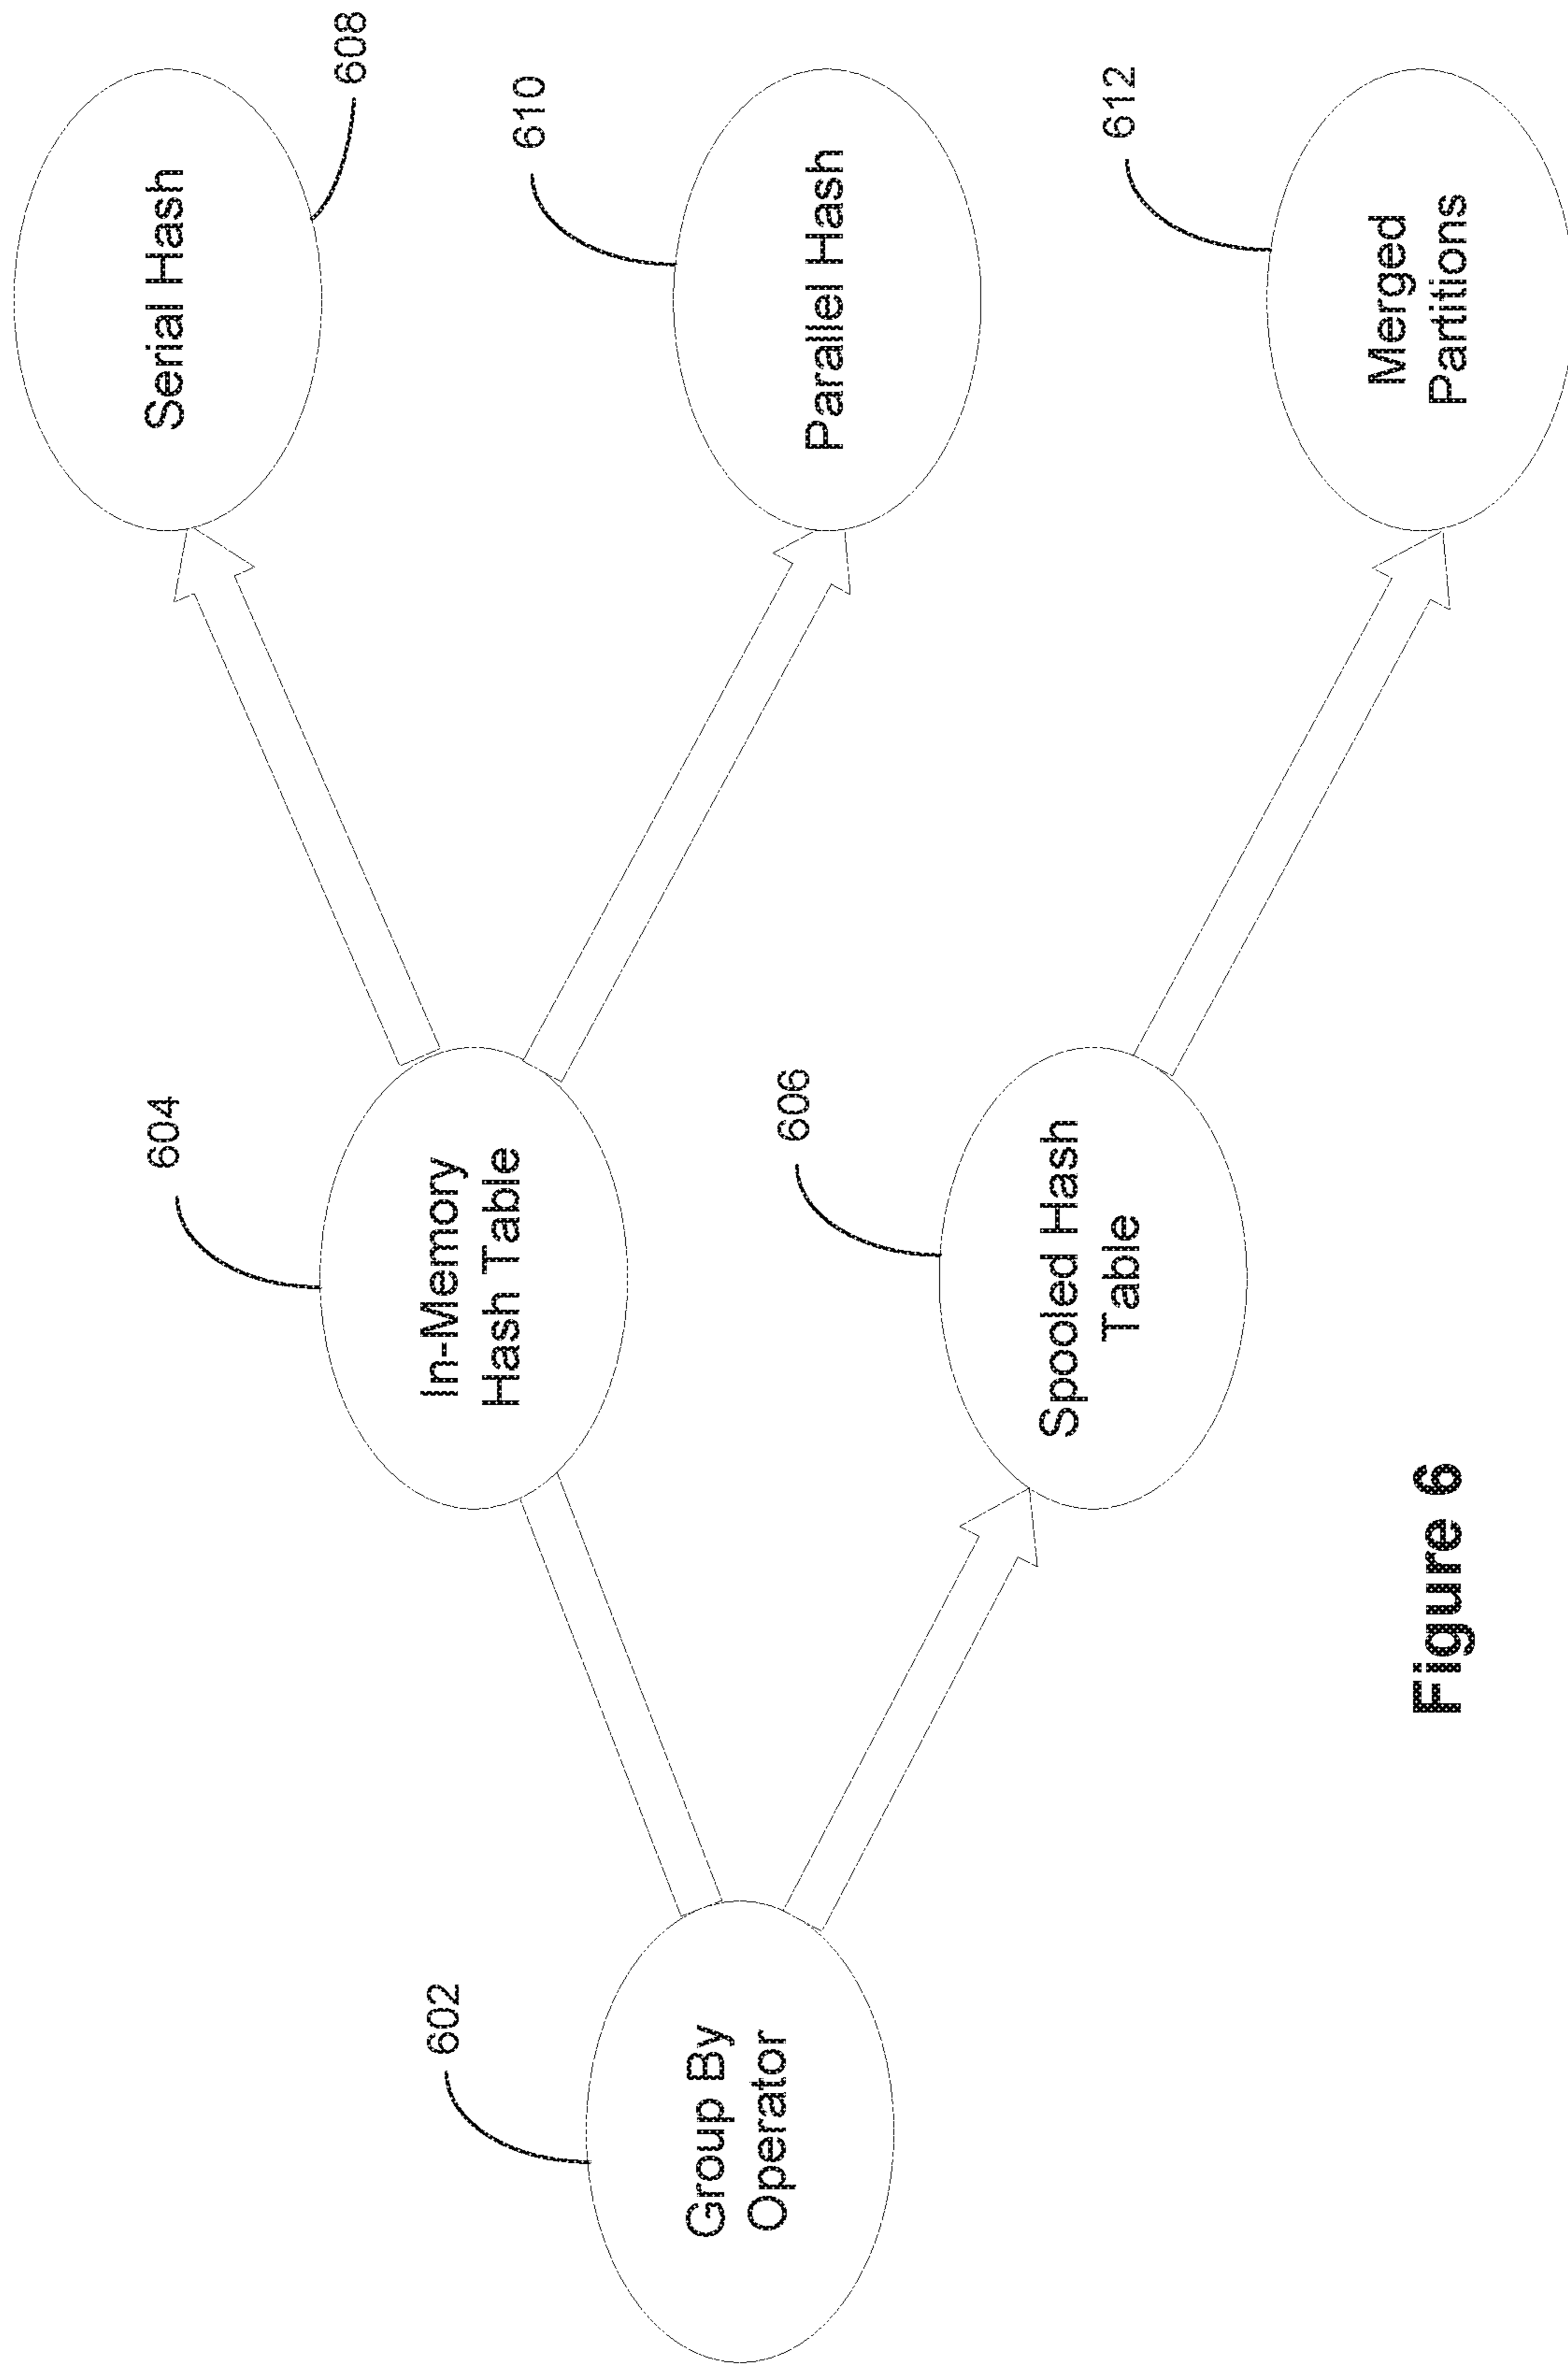 608
Serial Hash
610
Parallel Hash
612
Merged
Partitions
604
In-Memory
Hash Table
606
Spooled Hash
Table
602
Group By
Operator
Figure 6